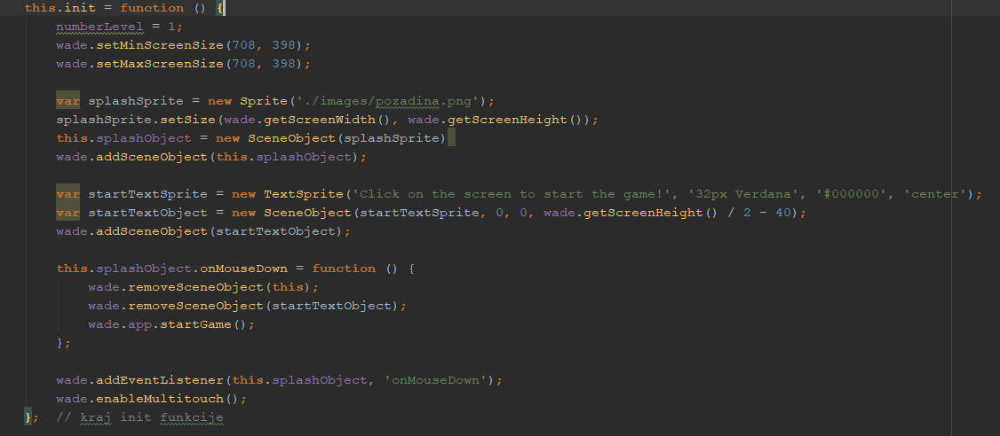 this.init = function () {
numberLevel = 1;
wade.setMinScreenSize(708, 398);
wade.setMaxScreenSize(708, 398);
var splashSprite = new Sprite('./images/pozadina.png');
splashSprite.setSize(wade.getScreenWidth(), wade.getScreenHeight());
this.splashObject = new SceneObject(splashSprite)
wade.addSceneObject(this.splashObject);
var startTextSprite = new TextSprite('Click on the screen to start the game!', '32px Verdana', '#000000', 'center');
var startTextObject = new SceneObject(startTextSprite, 0, 0, wade.getScreenHeight() / 2 - 40);
wade.addSceneObject(startTextObject);
this.splashObject.onMouseDown = function () {
wade.removeSceneObject(this);
wade.removeSceneObject(startTextObject);
wade.app.startGame();
};
wade.addEventListener(this.splashObject, 'onMouseDown');
wade.enableMultitouch();
}; // kraj init funkcije